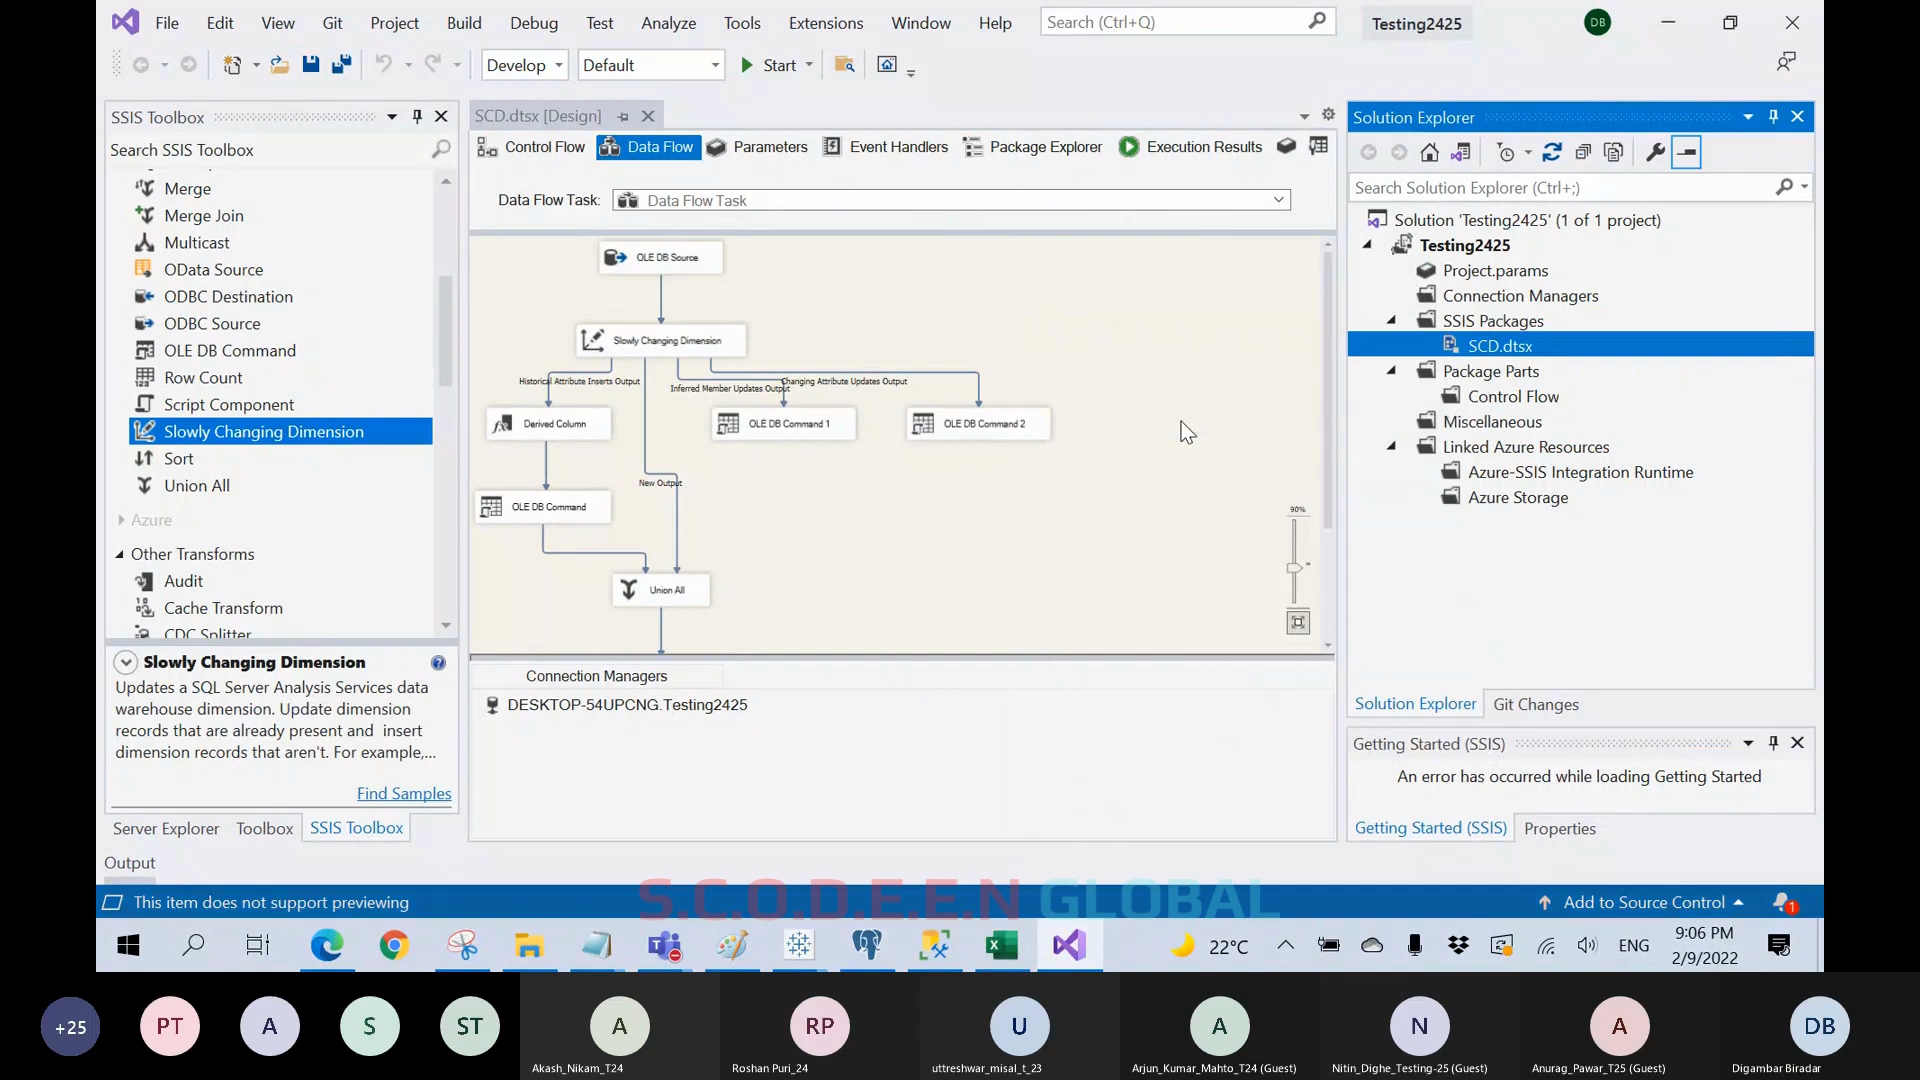 File Edit View Git Project Build Debug Test Analyze Tools Extensions Window Help Search (Ctrl+Q) Testing2425 DB
Develop Default Start
SSIS Toolbox
Search SSIS Toolbox
Merge
Merge Join
Multicast
OData Source
ODBC Destination
ODBC Source
OLE DB Command
Row Count
Script Component
Slowly Changing Dimension
Sort
Union All
Azure
Other Transforms
Audit
Cache Transform
CDC Splitter
Slowly Changing Dimension
Updates a SQL Server Analysis Services data
warehouse dimension. Update dimension
records that are already present and insert
dimension records that aren't. For example,...
Find Samples
Server Explorer Toolbox SSIS Toolbox
Output
SCD.dtsx [Design]
Control Flow Data Flow Parameters Event Handlers Package Explorer Execution Results
Data Flow Task: Data Flow Task
OLE DB Source
Slowly Changing Dimension
Historical Attribute Inserts Output
Inferred Member Updates Output
Changing Attribute Updates Output
Derived Column
OLE DB Command 1
OLE DB Command 2
New Output
OLE DB Command
Union All
90%
Connection Managers
DESKTOP-54UPCNG.Testing2425
Solution Explorer
Search Solution Explorer (Ctrl+;)
Solution 'Testing2425' (1 of 1 project)
Testing2425
Project.params
Connection Managers
SSIS Packages
SCD.dtsx
Package Parts
Control Flow
Miscellaneous
Linked Azure Resources
Azure-SSIS Integration Runtime
Azure Storage
Solution Explorer Git Changes
Getting Started (SSIS)
An error has occurred while loading Getting Started
Getting Started (SSIS) Properties
S.C.O.D.E.E.N GLOBAL
This item does not support previewing
Add to Source Control
1
22°C ENG
9:06 PM
2/9/2022
+25 PT A S ST A RP U A N A DB
Akash_Nikam_T24 Roshan Puri_24 uttreshwar_misal_t_23 Arjun_Kumar_Mahto_T24 (Guest) Nitin_Dighe_Testing-25 (Guest) Anurag_Pawar_T25 (Guest) Digambar Biradar